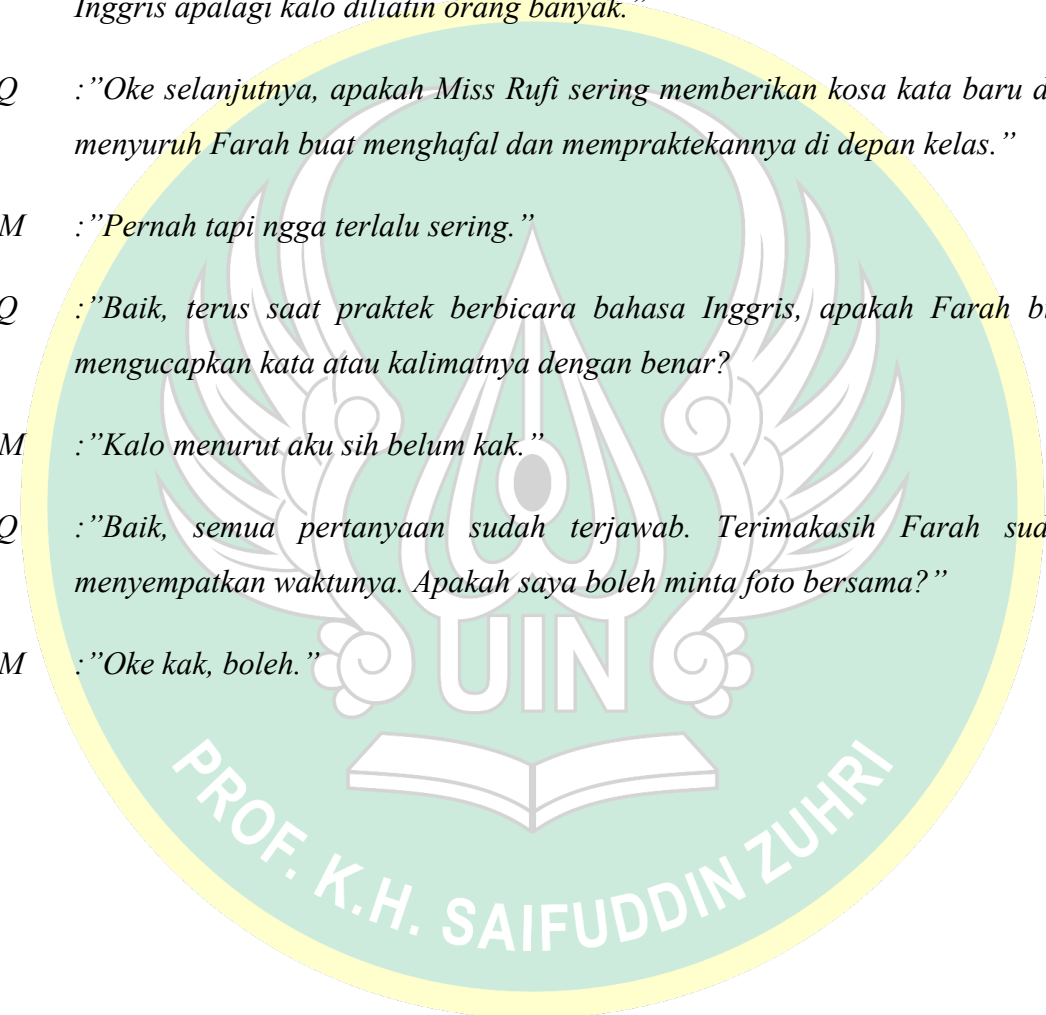 Inggris apalagi kalo diliatin orang banyak.”
Q :”Oke selanjutnya, apakah Miss Rufi sering memberikan kosa kata baru d
menyuruh Farah buat menghafal dan mempraktekannya di depan kelas.”
M :”Pernah tapi ngga terlalu sering.”
Q :”Baik, terus saat praktek berbicara bahasa Inggris, apakah Farah b
mengucapkan kata atau kalimatnya dengan benar?
M :”Kalo menurut aku sih belum kak.”
Q :”Baik, semua pertanyaan sudah terjawab. Terimakasih Farah sud
menyempatkan waktunya. Apakah saya boleh minta foto bersama?”
M :”Oke kak, boleh.”
UIN
PROF. K.H. SAIFUDDIN ZUHRI